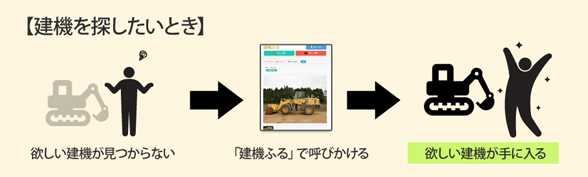 【建機を探したいとき】
欲しい建機が見つからない
「建機ふる」で呼びかける
欲しい建機が手に入る